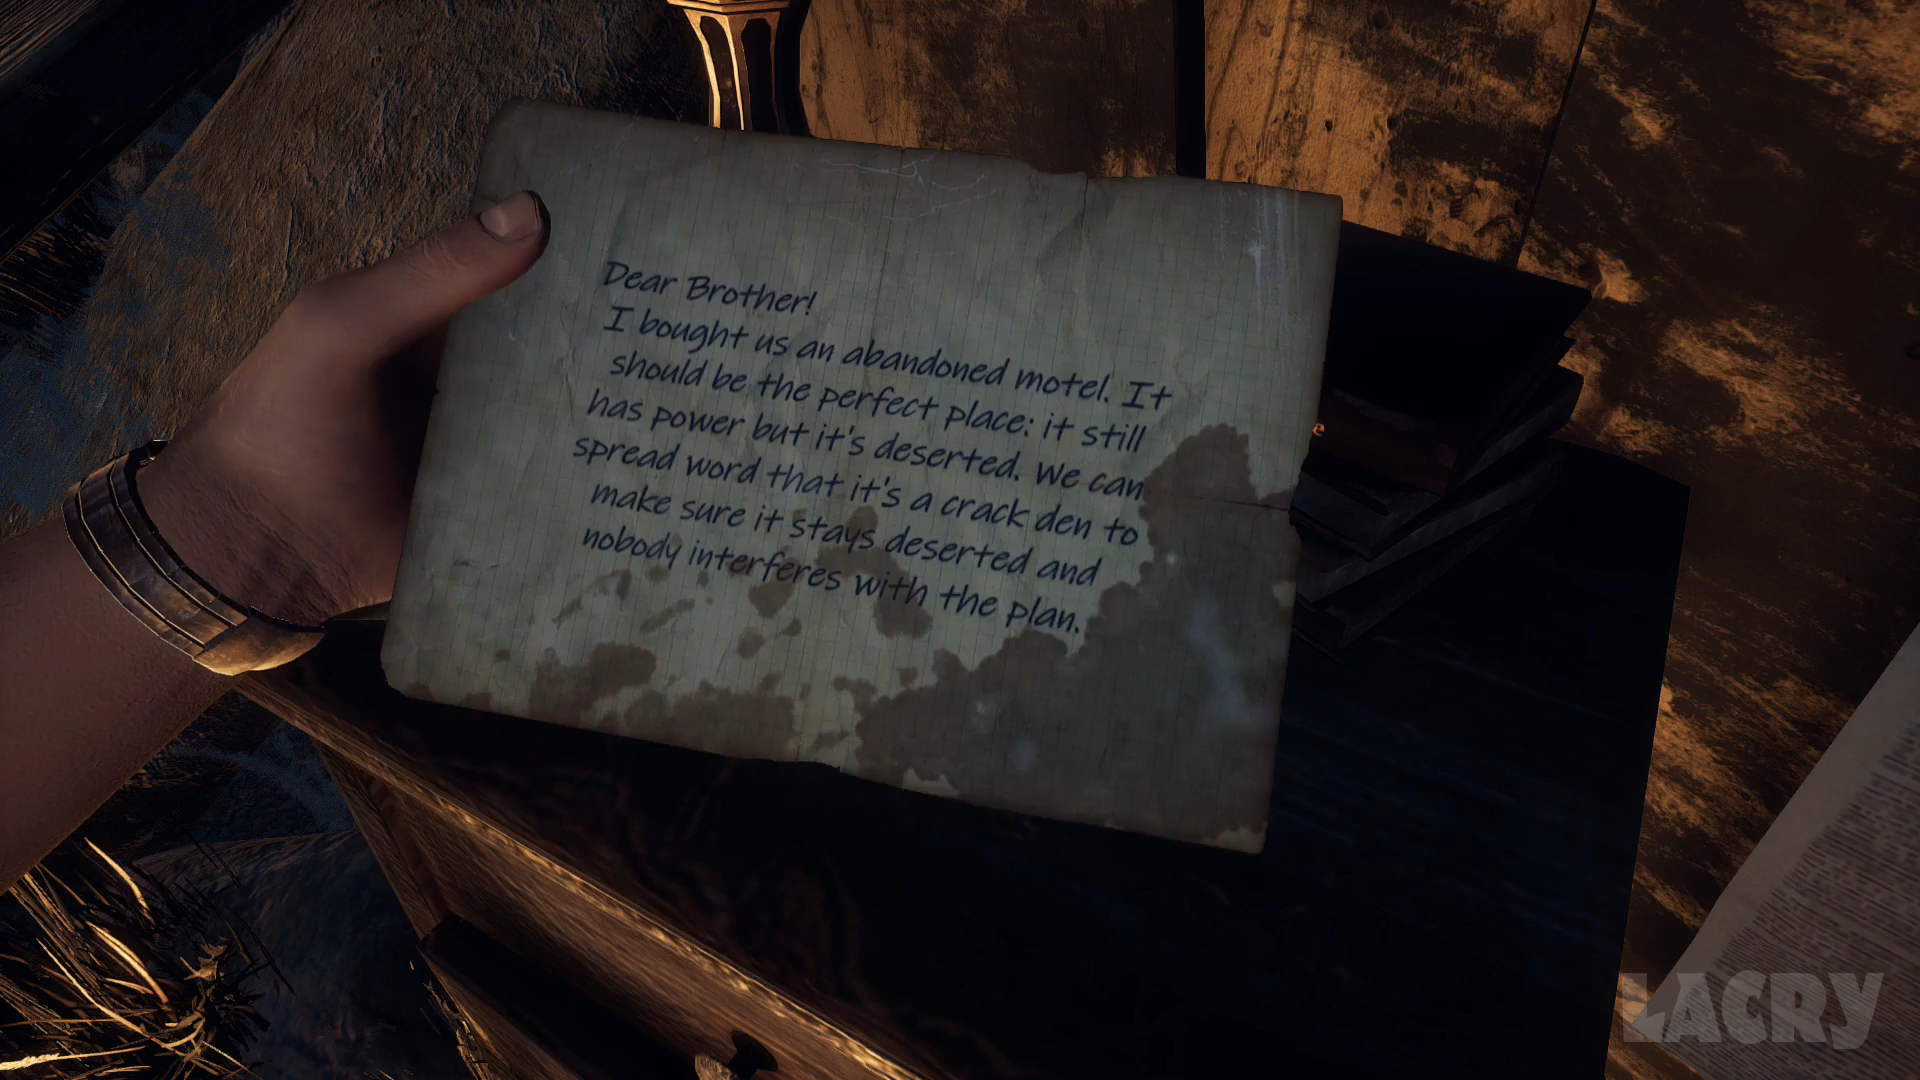 Dear Brother!
I bought us an abandoned motel. It
should be the perfect place: it still
has power but it's deserted. We can
spread word that it's a crack den to
make sure it stays deserted and
nobody interferes with the plan.
e
LACRY